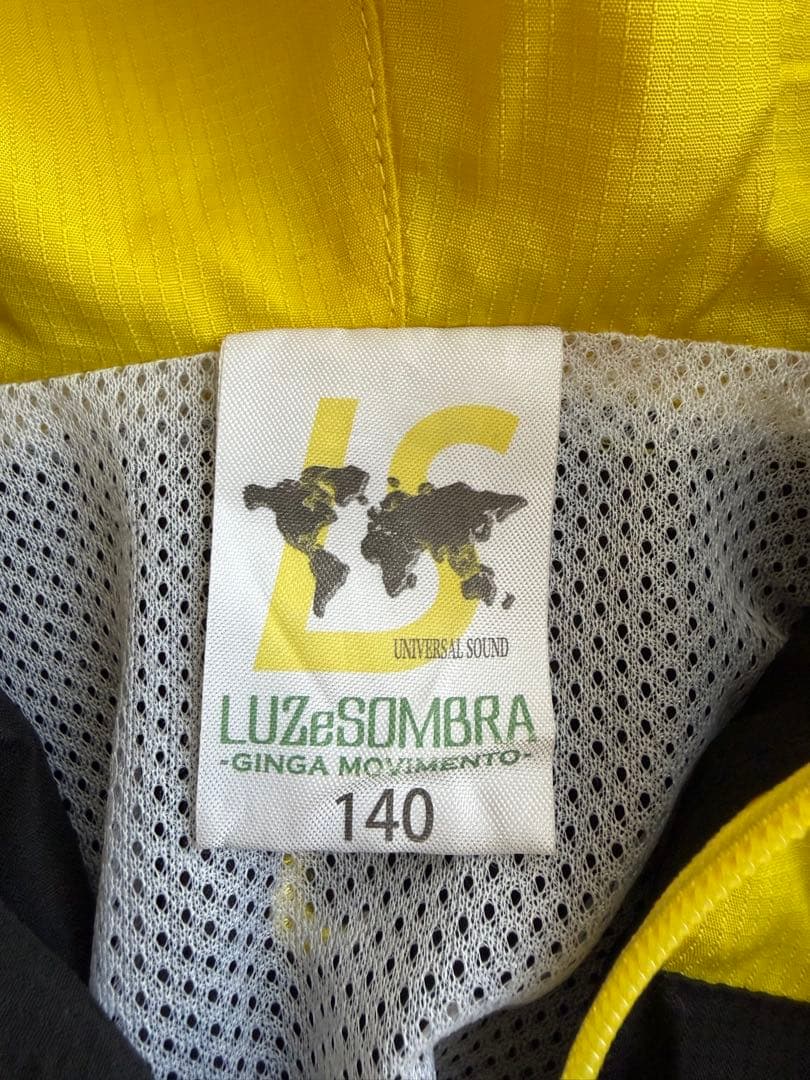 LS
UNIVERSAL SOUND
LUZeSOMBRA
-GINGA MOVIMENTO-
140